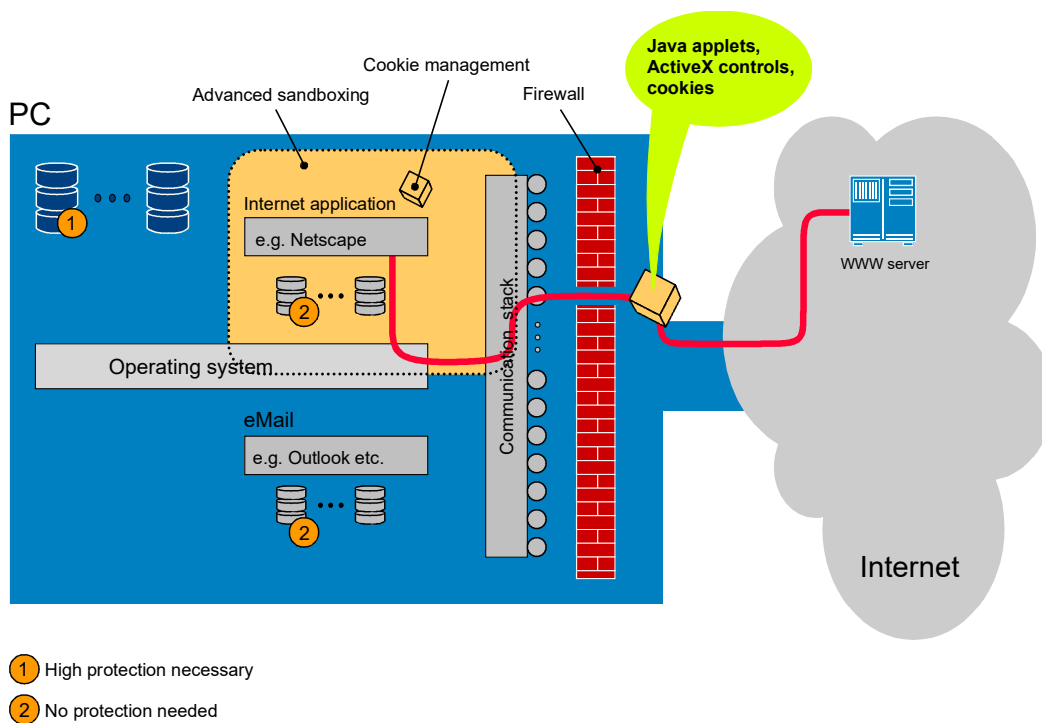 Java applets,
ActiveX controls,
cookies
Cookie management
Advanced sandboxing
Firewall
PC
1
Internet application
e.g. Netscape
WWW server
2
Communication stack
Operating system
eMail
e.g. Outlook etc.
2
Internet
1 High protection necessary
2 No protection needed